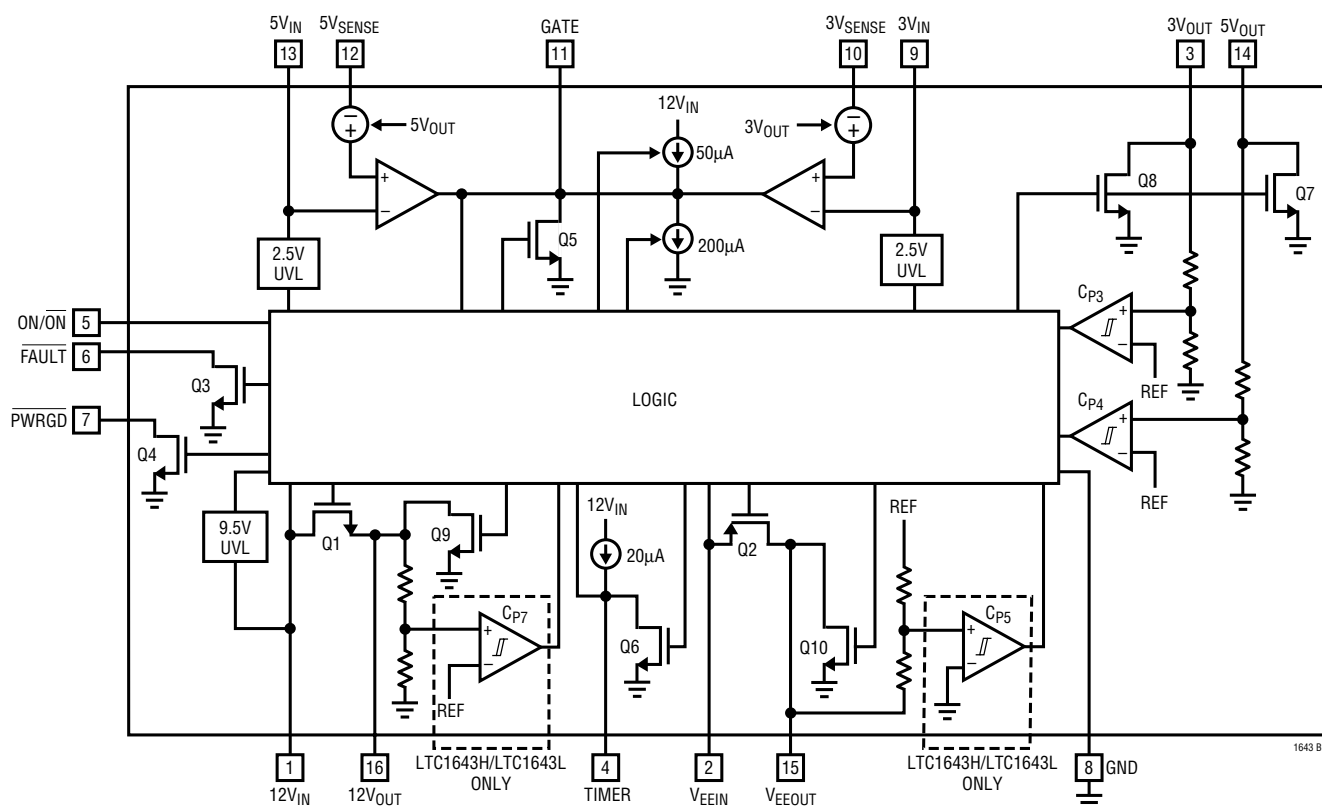 5VIN 5VSENSE GATE 3VSENSE 3VIN 3VOUT 5VOUT
13 12 11 10 9 3 14
12VIN
− + 5VOUT 3VOUT − +
50µA
+ − + −
Q8 Q7
Q5
200µA
2.5V UVL
2.5V UVL
CP3
+ −
REF
ON/ON 5
FAULT 6
Q3
LOGIC
PWRGD 7
Q4
CP4
+ −
REF
9.5V UVL
Q1 Q9
12VIN
20µA
Q2
REF
CP7
+ −
REF
Q6
Q10
CP5
+ −
1643 B
1 16 4 2 15 8 GND
12VIN 12VOUT
LTC1643H/LTC1643L
ONLY
TIMER VEEIN VEEOUT
LTC1643H/LTC1643L
ONLY